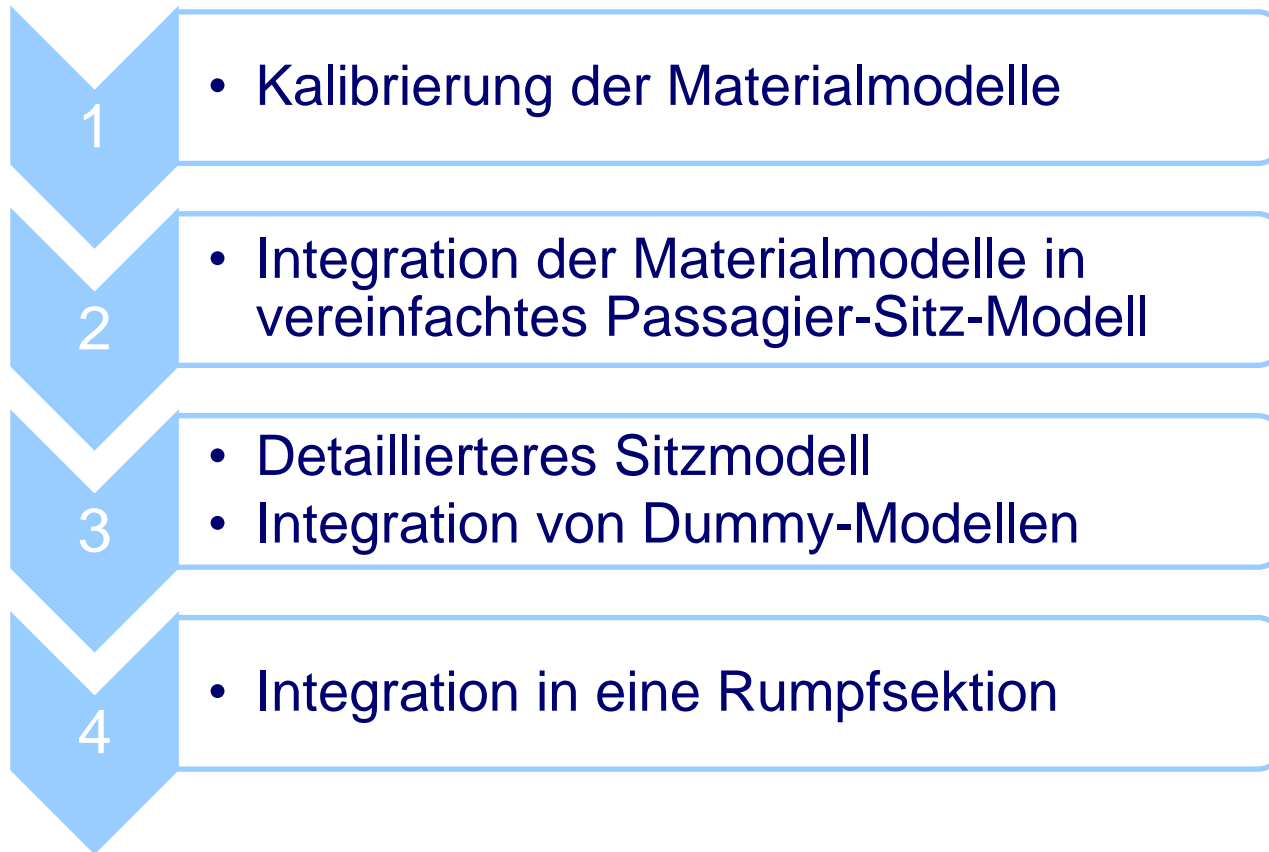 1
• Kalibrierung der Materialmodelle
2
• Integration der Materialmodelle in
vereinfachtes Passagier-Sitz-Modell
3
• Detaillierteres Sitzmodell
• Integration von Dummy-Modellen
4
• Integration in eine Rumpfsektion